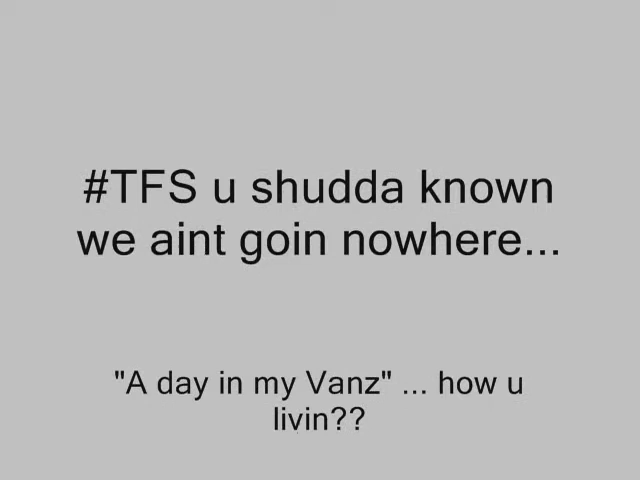 #TFS u shudda known
we aint goin nowhere...
"A day in my Vanz" ... how u
livin??